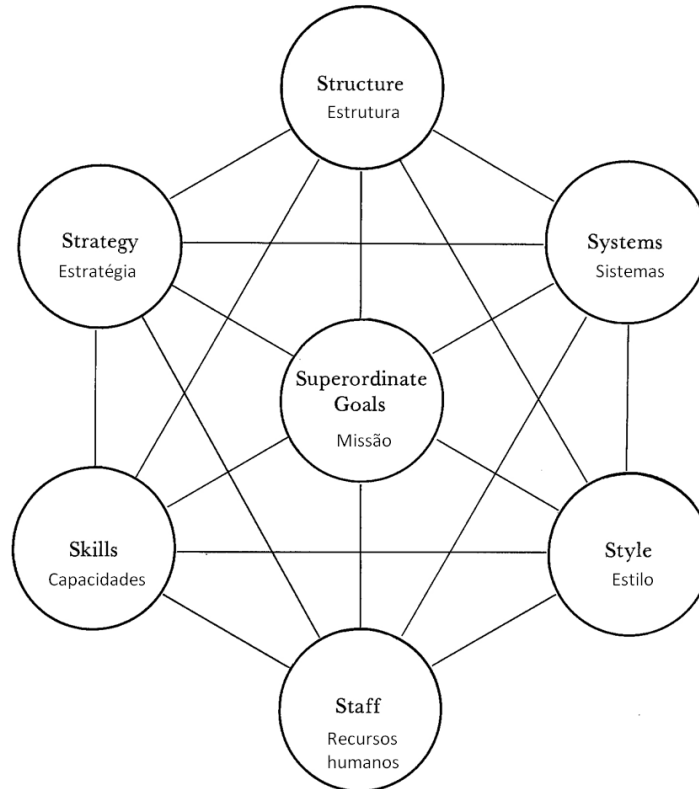 Structure
Estrutura
Strategy
Estratégia
Systems
Sistemas
Superordinate
Goals
Missão
Skills
Capacidades
Style
Estilo
Staff
Recursos
humanos